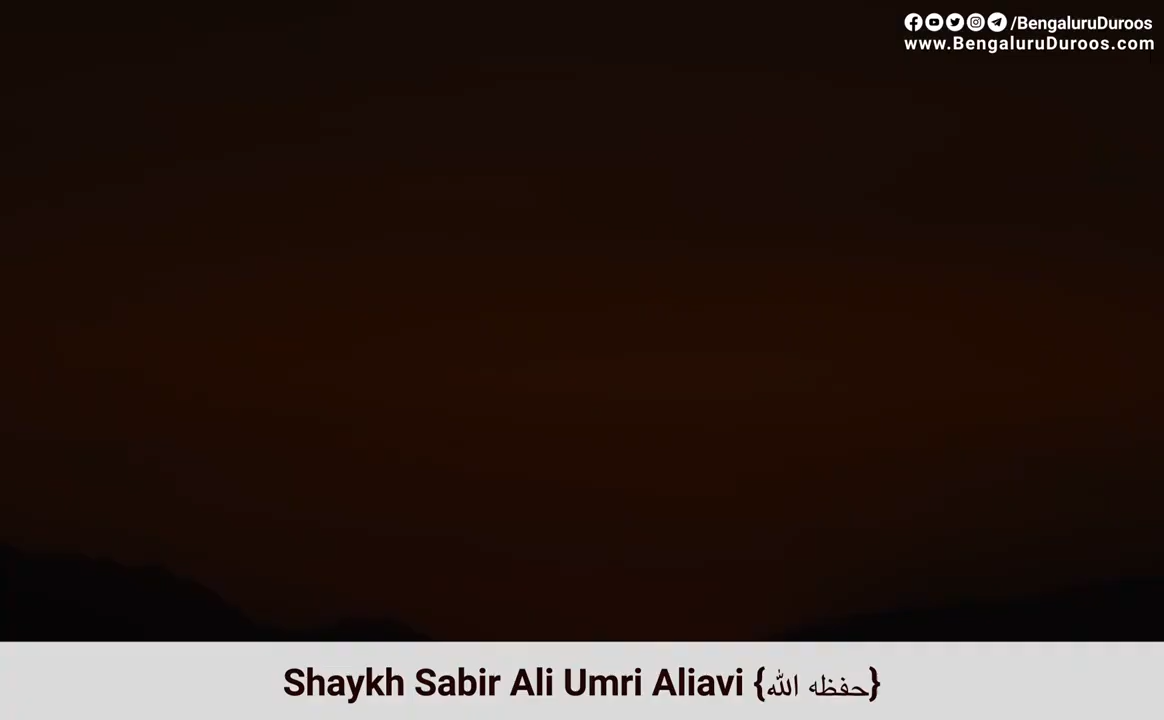 /BengaluruDuroos
www.BengaluruDuroos.com
Shaykh Sabir Ali Umri Aliavi {حفظه الله}